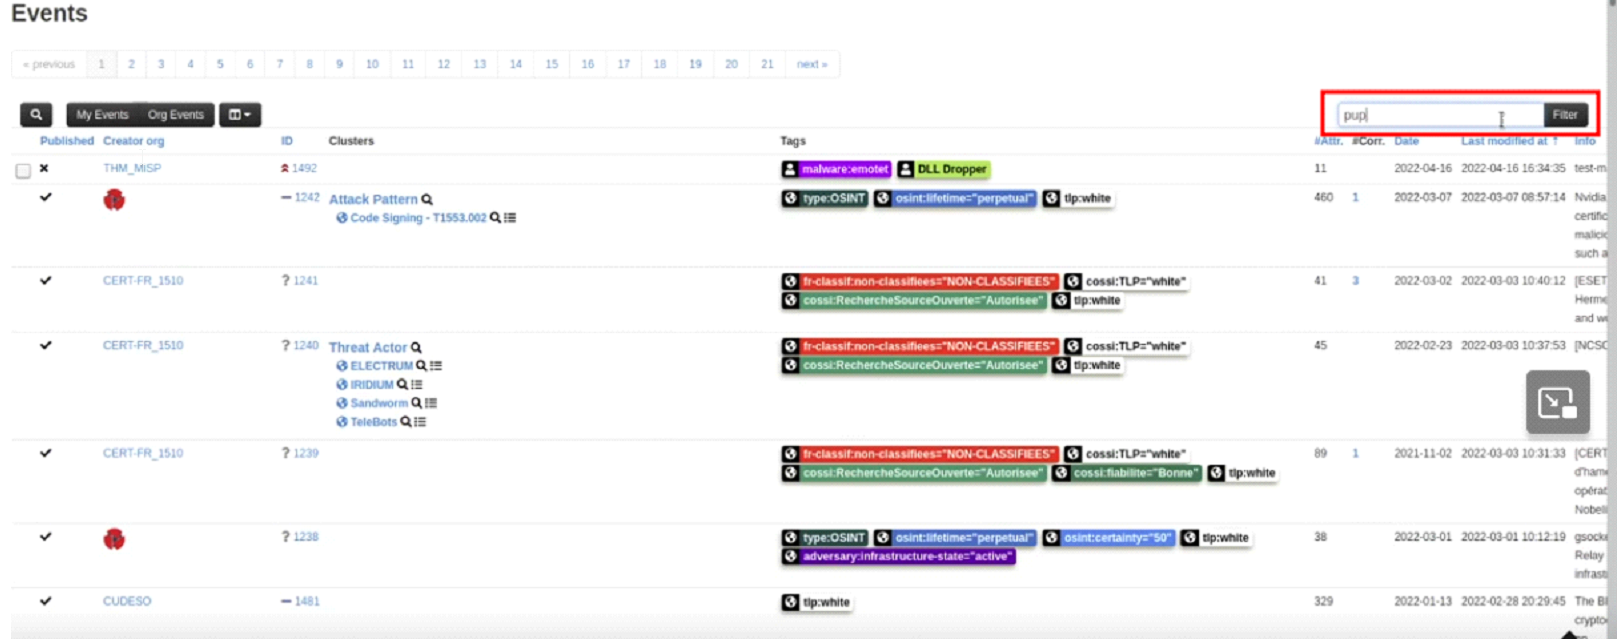 Events
« previous 1 2 3 4 5 6 7 8 9 10 11 12 13 14 15 16 17 18 19 20 21 next »
My Events Org Events pup Filter
Published Creator org ID Clusters Tags #Attr. #Corr. Date Last modified at ↑ Info
THM_MiSP 1492 malware:emotet DLL Dropper 11 2022-04-16 2022-04-16 16:34:35 test-m
1242 Attack Pattern type:OSINT osint:lifetime="perpetual" tlp:white 460 1 2022-03-07 2022-03-07 08:57:14 Nvidia
Code Signing - T1553.002 certific
malicio
such a
CERT-FR_1510 ? 1241 fr-classif:non-classifiees="NON-CLASSIFIEES" cossi:TLP="white" 41 3 2022-03-02 2022-03-03 10:40:12 [ESET
cossi:RechercheSourceOuverte="Autorisee" tlp:white Herme
and we
CERT-FR_1510 ? 1240 Threat Actor fr-classif:non-classifiees="NON-CLASSIFIEES" cossi:TLP="white" 45 2022-02-23 2022-03-03 10:37:53 [NCSC
ELECTRUM cossi:RechercheSourceOuverte="Autorisee" tlp:white
IRIDIUM
Sandworm
TeleBots
CERT-FR_1510 ? 1239 fr-classif:non-classifiees="NON-CLASSIFIEES" cossi:TLP="white" 89 1 2021-11-02 2022-03-03 10:31:33 [CERT
cossi:RechercheSourceOuverte="Autorisee" cossi:fiabilite="Bonne" tlp:white d'hame
opérat
Nobeli
? 1238 type:OSINT osint:lifetime="perpetual" osint:certainty="50" tlp:white 38 2022-03-01 2022-03-01 10:12:19 gsocke
adversary:infrastructure-state="active" Relay
infrast
CUDESO 1481 tlp:white 329 2022-01-13 2022-02-28 20:29:45 The Bl
crypto